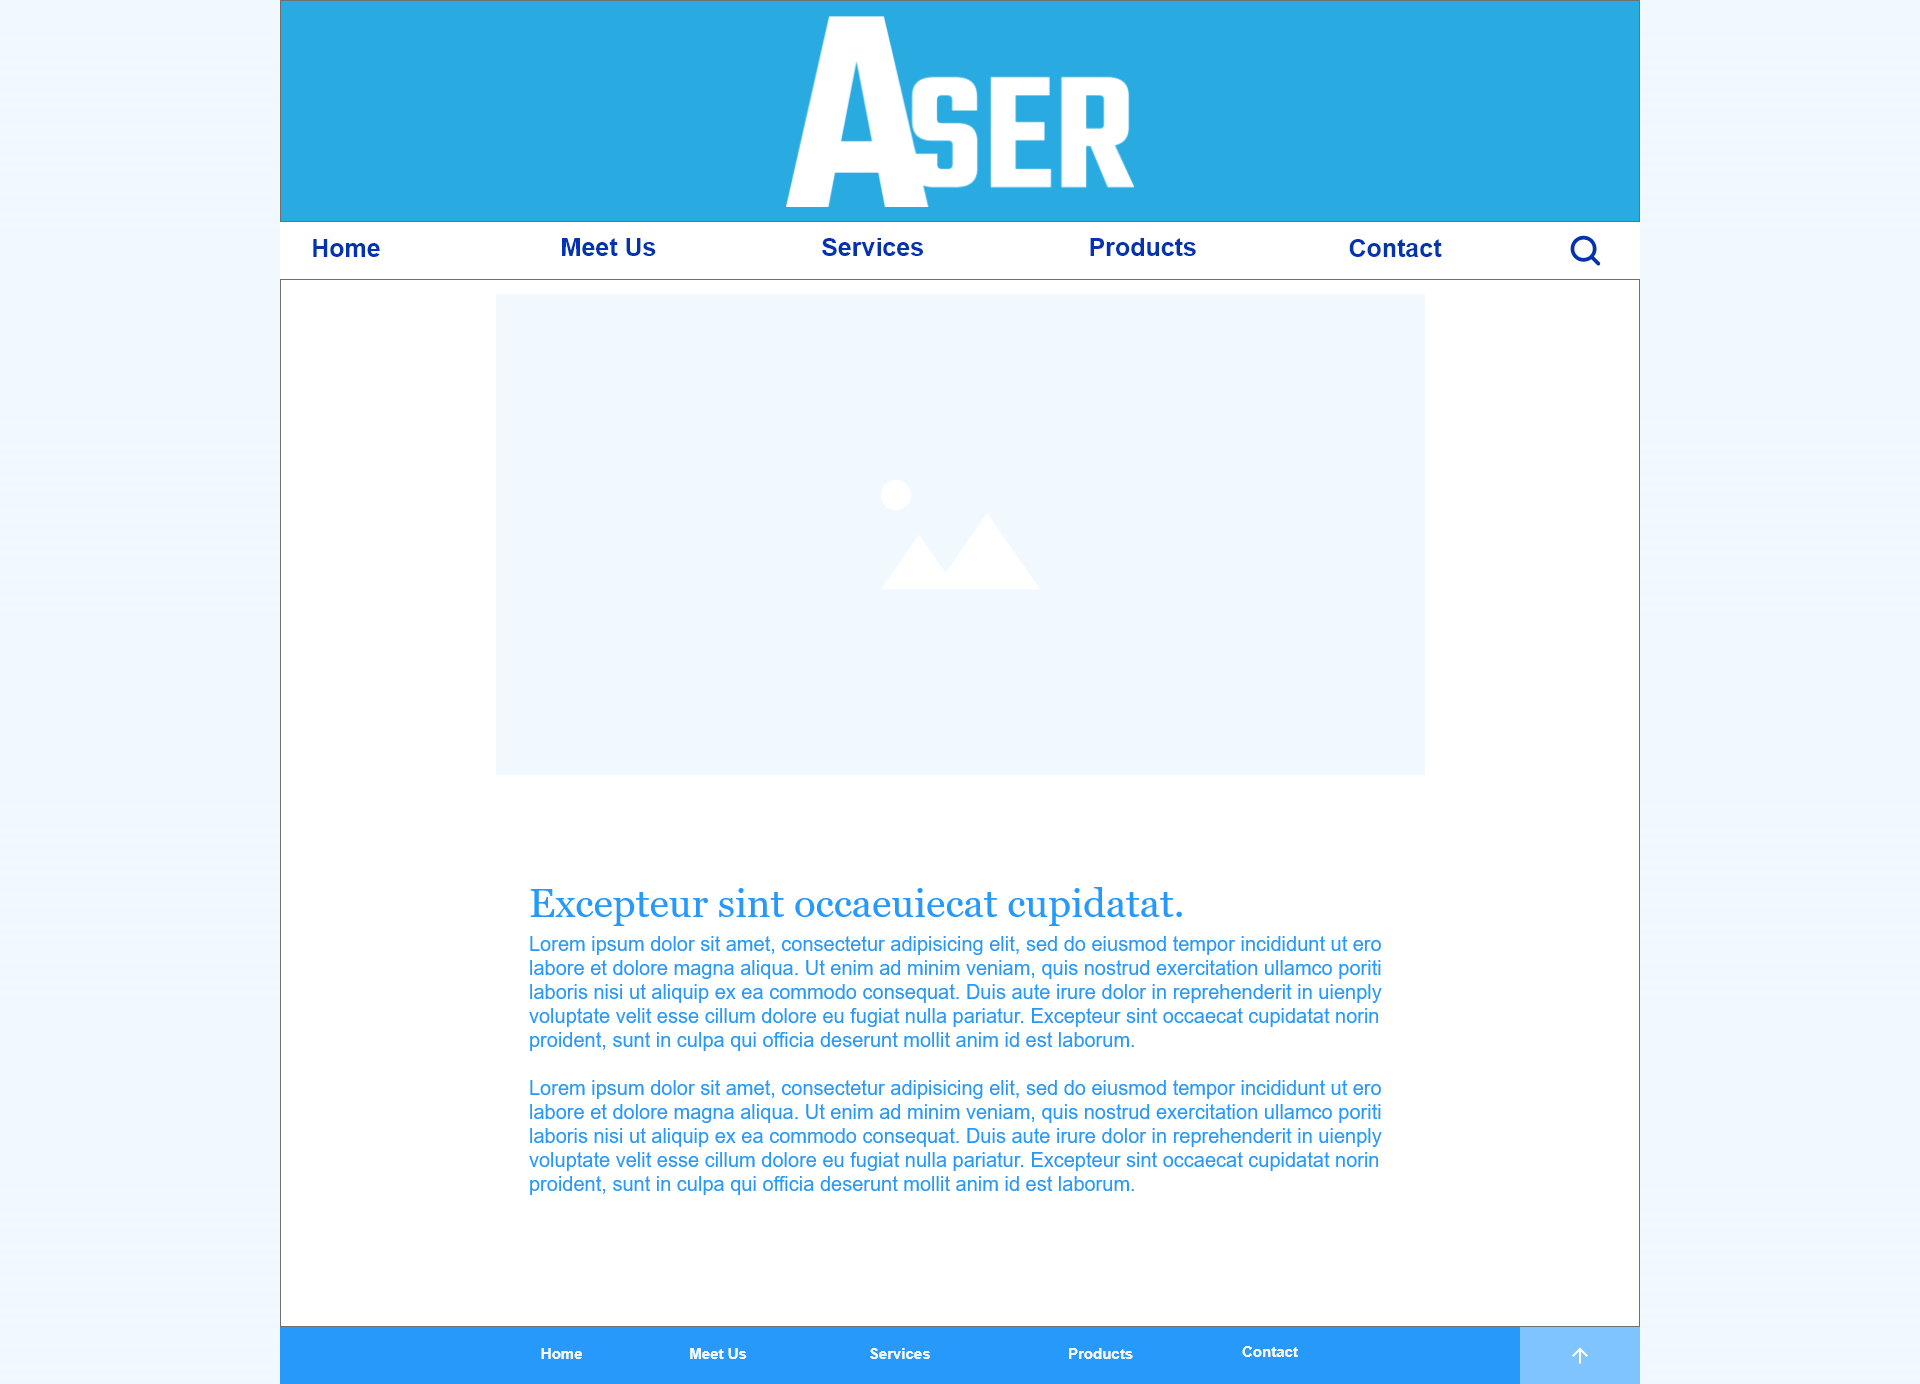 ASER
Home Meet Us Services Products Contact
Excepteur sint occaeuiecat cupidatat.
Lorem ipsum dolor sit amet, consectetur adipisicing elit, sed do eiusmod tempor incididunt ut ero
labore et dolore magna aliqua. Ut enim ad minim veniam, quis nostrud exercitation ullamco poriti
laboris nisi ut aliquip ex ea commodo consequat. Duis aute irure dolor in reprehenderit in uienply
voluptate velit esse cillum dolore eu fugiat nulla pariatur. Excepteur sint occaecat cupidatat norin
proident, sunt in culpa qui officia deserunt mollit anim id est laborum.
Lorem ipsum dolor sit amet, consectetur adipisicing elit, sed do eiusmod tempor incididunt ut ero
labore et dolore magna aliqua. Ut enim ad minim veniam, quis nostrud exercitation ullamco poriti
laboris nisi ut aliquip ex ea commodo consequat. Duis aute irure dolor in reprehenderit in uienply
voluptate velit esse cillum dolore eu fugiat nulla pariatur. Excepteur sint occaecat cupidatat norin
proident, sunt in culpa qui officia deserunt mollit anim id est laborum.
Home Meet Us Services Products Contact